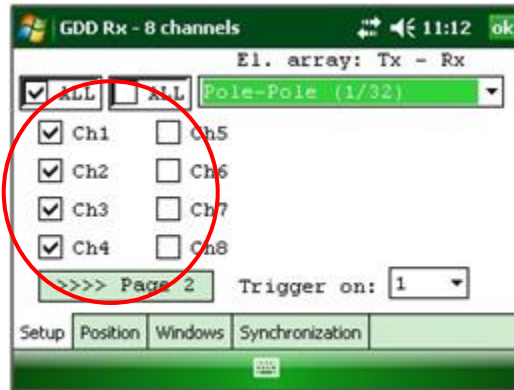 GDD Rx - 8 channels 11:12 ok
El. array: Tx - Rx
ALL ALL Pole-Pole (1/32)
Ch1 Ch5
Ch2 Ch6
Ch3 Ch7
Ch4 Ch8
>>>> Page 2 Trigger on: 1
Setup Position Windows Synchronization